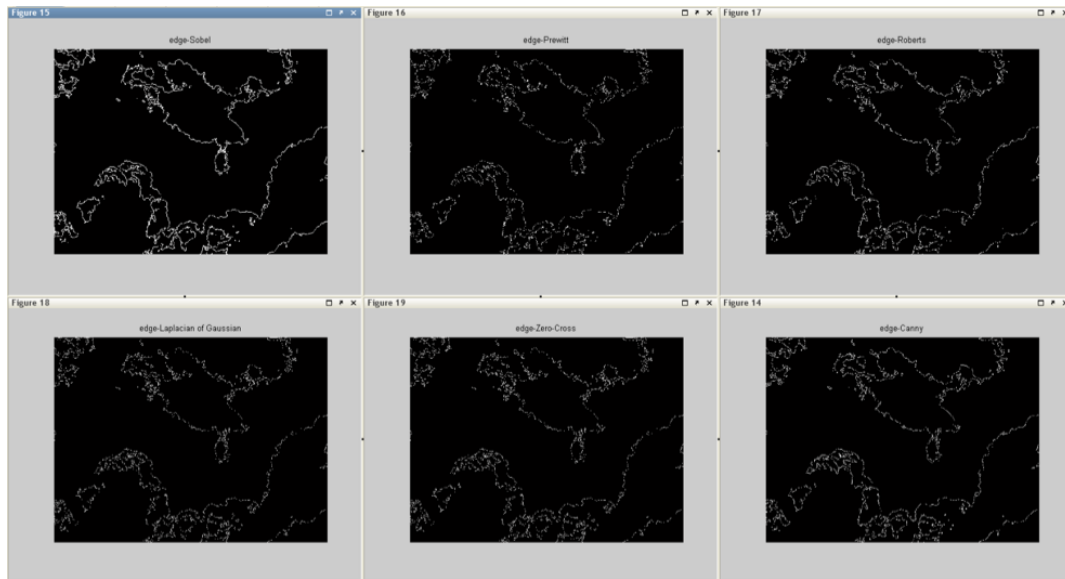 Figure 15
edge-Sobel
Figure 16
edge-Prewitt
Figure 17
edge-Roberts
Figure 18
edge-Laplacian of Gaussian
Figure 19
edge-Zero-Cross
Figure 14
edge-Canny